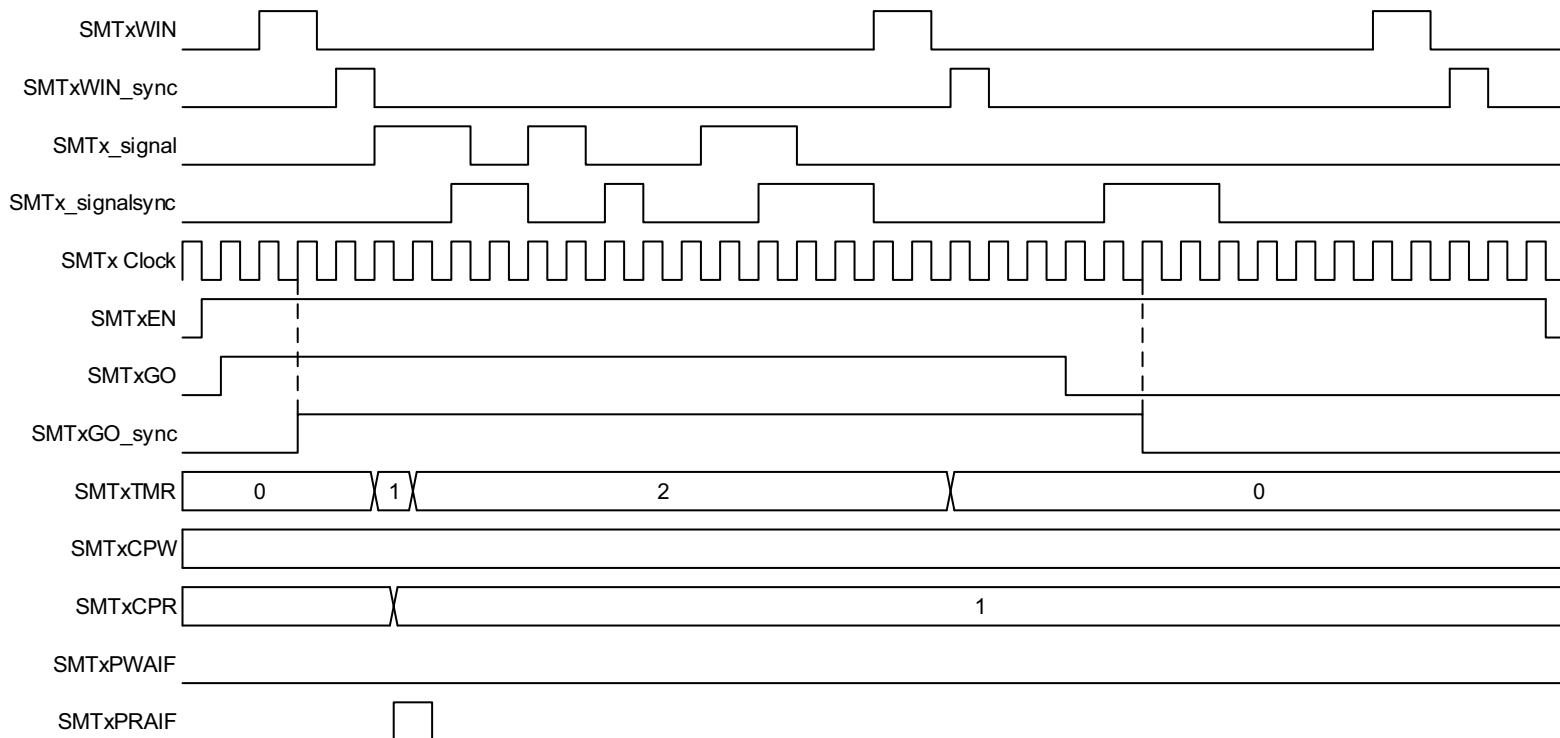 SMTxWIN
SMTxWIN_sync
SMTx_signal
SMTx_signalsync
SMTx Clock
SMTxEN
SMTxGO
SMTxGO_sync
SMTxTMR 0 1 2 0
SMTxCPW
SMTxCPR 1
SMTxPWAIF
SMTxPRAIF